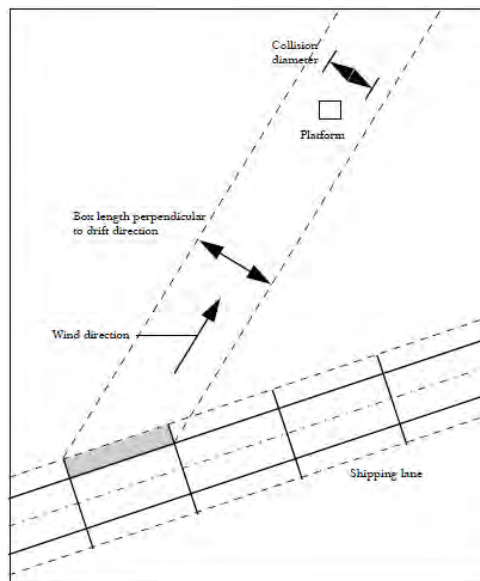 Collision
diameter
Platform
Box length perpendicular
to drift direction
Wind direction
Shipping lane